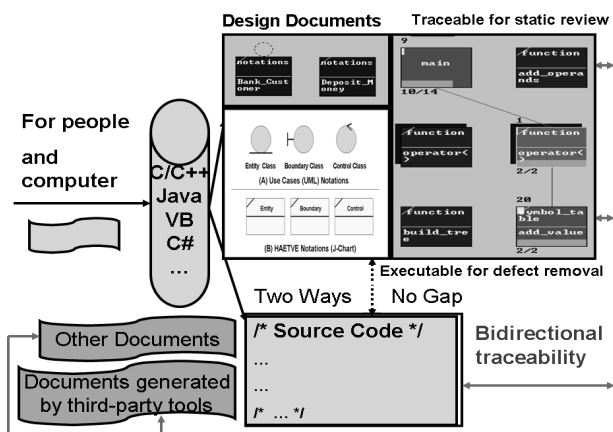 Design Documents
Traceable for static review
notations
Bank_Cust
omer
notations
Deposit_M
oney
9
main
10/14
function
add_opera
nds
function
operator<
>
1
function
operator<
>
2/2
function
build_tre
e
20
symbol_ta
ble
add_value
2/2
Entity Class
Boundary Class
Control Class
(A) Use Cases (UML) Notations
Entity
Boundary
Control
(B) HAETVE Notations (J-Chart)
For people
and
computer
C/C++
Java
VB
C#
...
Executable for defect removal
Two Ways
No Gap
/* Source Code */
...
...
/* ... */
Bidirectional
traceability
Other Documents
Documents generated
by third-party tools